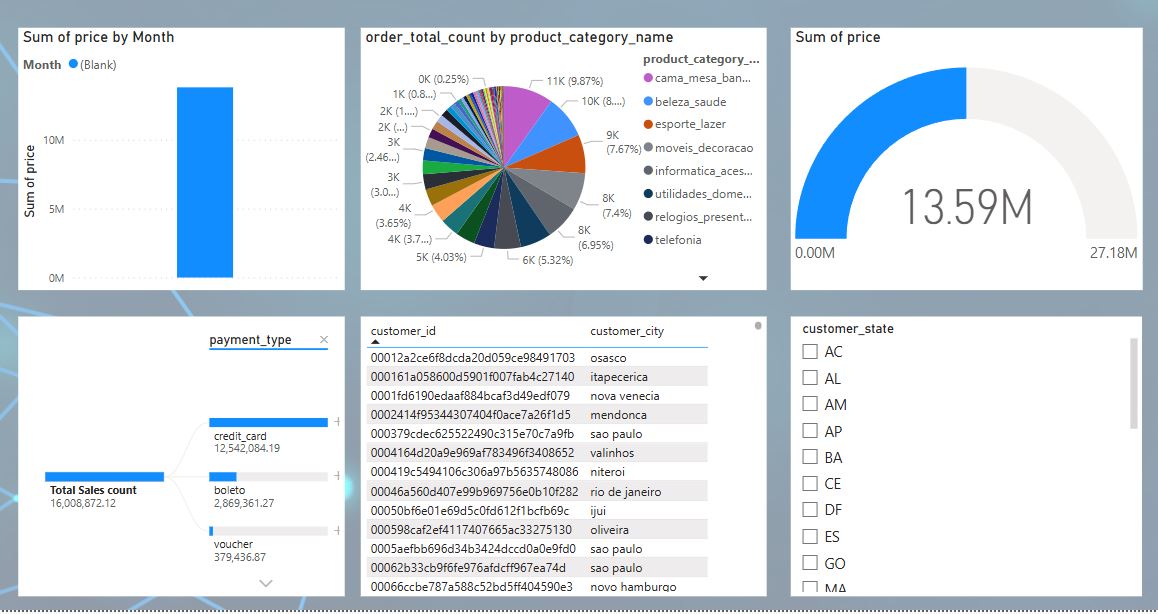 Sum of price by Month
Month (Blank)
Sum of price
10M
5M
0M
order_total_count by product_category_name
product_category_...
cama_mesa_ban...
beleza_saude
esporte_lazer
moveis_decoracao
informatica_aces...
utilidades_dome...
relogios_present...
telefonia
11K (9.87%)
10K (8....)
9K
(7.67%)
8K
(7.4%)
8K
(6.95%)
6K (5.32%)
5K (4.03%)
4K (3.7...)
4K
(3.65%)
3K
(3.0...)
3K
(2.46...)
2K (...)
2K (1....)
1K (0.8...)
0K (0.25%)
Sum of price
13.59M
0.00M
27.18M
payment_type
Total Sales count
16,008,872.12
credit_card
12,542,084.19
boleto
2,869,361.27
voucher
379,436.87
customer_id customer_city
00012a2ce6f8dcda20d059ce98491703 osasco
000161a058600d5901f007fab4c27140 itapecerica
0001fd6190edaaf884bcaf3d49edf079 nova venecia
0002414f95344307404f0ace7a26f1d5 mendonca
000379cdec625522490c315e70c7a9fb sao paulo
0004164d20a9e969af783496f3408652 valinhos
000419c5494106c306a97b5635748086 niteroi
00046a560d407e99b969756e0b10f282 rio de janeiro
00050bf6e01e69d5c0fd612f1bcfb69c ijui
000598caf2ef4117407665ac33275130 oliveira
0005aefbb696d34b3424dccd0a0e9fd0 sao paulo
00062b33cb9f6fe976afdcff967ea74d sao paulo
00066ccbe787a588c52bd5ff404590e3 novo hamburgo
customer_state
AC
AL
AM
AP
BA
CE
DF
ES
GO
MA